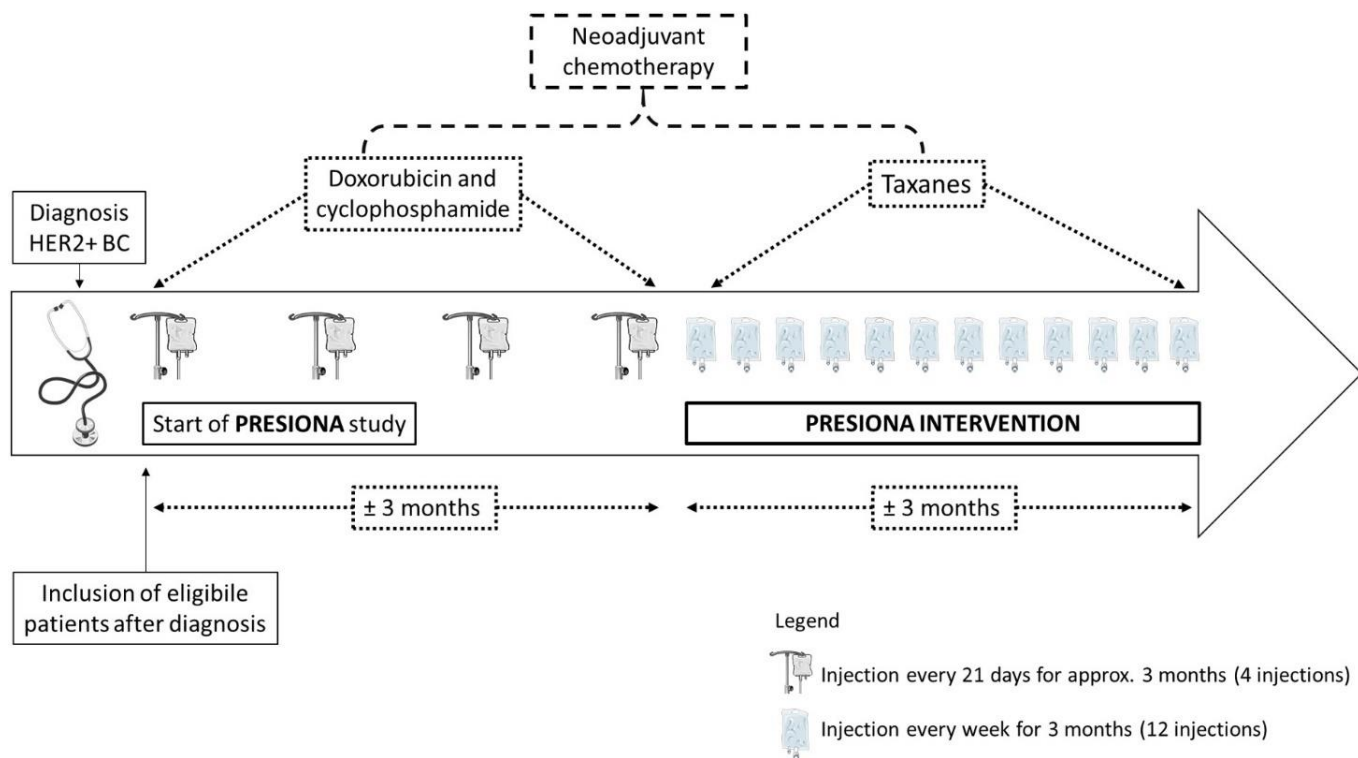 Neoadjuvant
chemotherapy
Doxorubicin and
cyclophosphamide
Taxanes
Diagnosis
HER2+ BC
Start of PRESIONA study
PRESIONA INTERVENTION
± 3 months
± 3 months
Inclusion of eligibile
patients after diagnosis
Legend
Injection every 21 days for approx. 3 months (4 injections)
Injection every week for 3 months (12 injections)